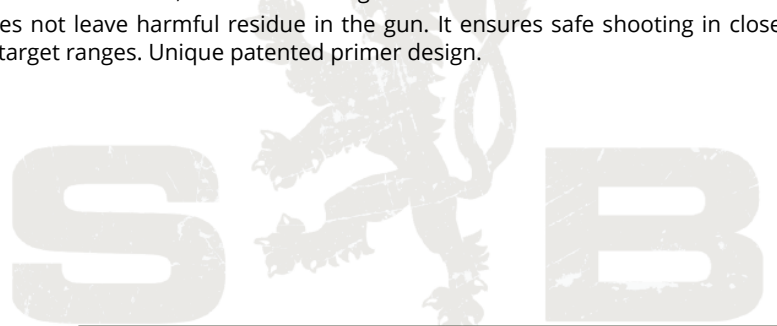 es not leave harmful residue in the gun. It ensures safe shooting in close
target ranges. Unique patented primer design.
S B